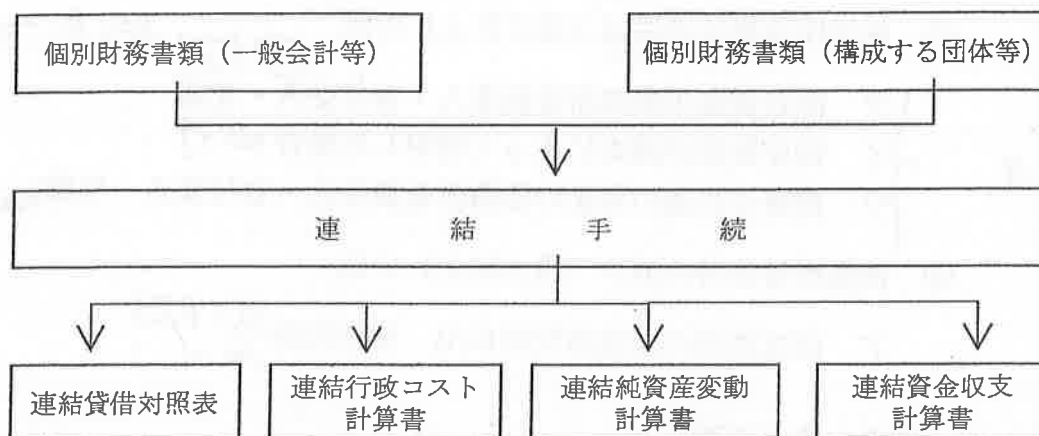 個別財務書類(一般会計等)
個別財務書類(構成する団体等)
連結手続
連結貸借対照表
連結行政コスト
計算書
連結純資産変動
計算書
連結資金収支
計算書